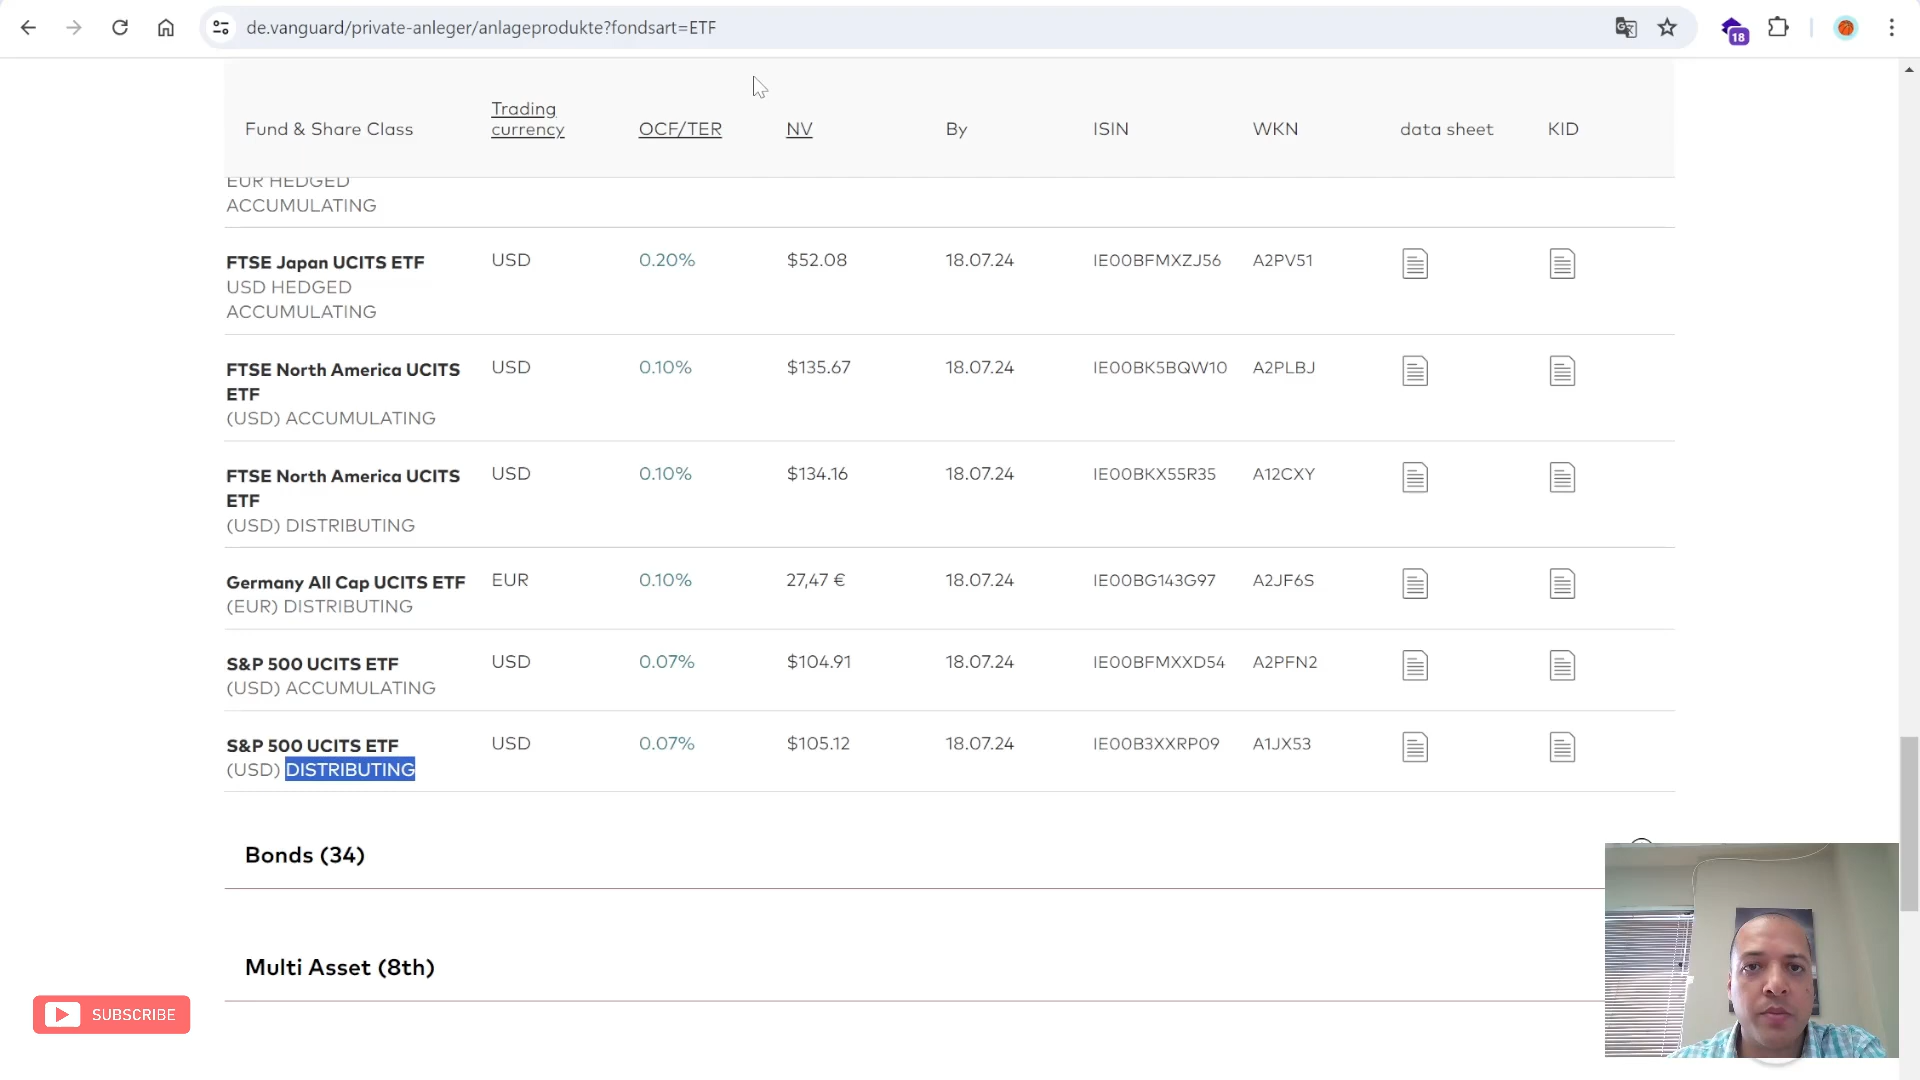 de.vanguard/private-anleger/anlageprodukte?fondsart=ETF
18
Fund & Share Class Trading currency OCF/TER NV By ISIN WKN data sheet KID
EUR HEDGED
ACCUMULATING
FTSE Japan UCITS ETF USD 0.20% $52.08 18.07.24 IE00BFMXZJ56 A2PV51
USD HEDGED
ACCUMULATING
FTSE North America UCITS USD 0.10% $135.67 18.07.24 IE00BK5BQW10 A2PLBJ
ETF
(USD) ACCUMULATING
FTSE North America UCITS USD 0.10% $134.16 18.07.24 IE00BKX55R35 A12CXY
ETF
(USD) DISTRIBUTING
Germany All Cap UCITS ETF EUR 0.10% 27,47 € 18.07.24 IE00BG143G97 A2JF6S
(EUR) DISTRIBUTING
S&P 500 UCITS ETF USD 0.07% $104.91 18.07.24 IE00BFMXXD54 A2PFN2
(USD) ACCUMULATING
S&P 500 UCITS ETF USD 0.07% $105.12 18.07.24 IE00B3XXRP09 A1JX53
(USD) DISTRIBUTING
Bonds (34)
Multi Asset (8th)
SUBSCRIBE